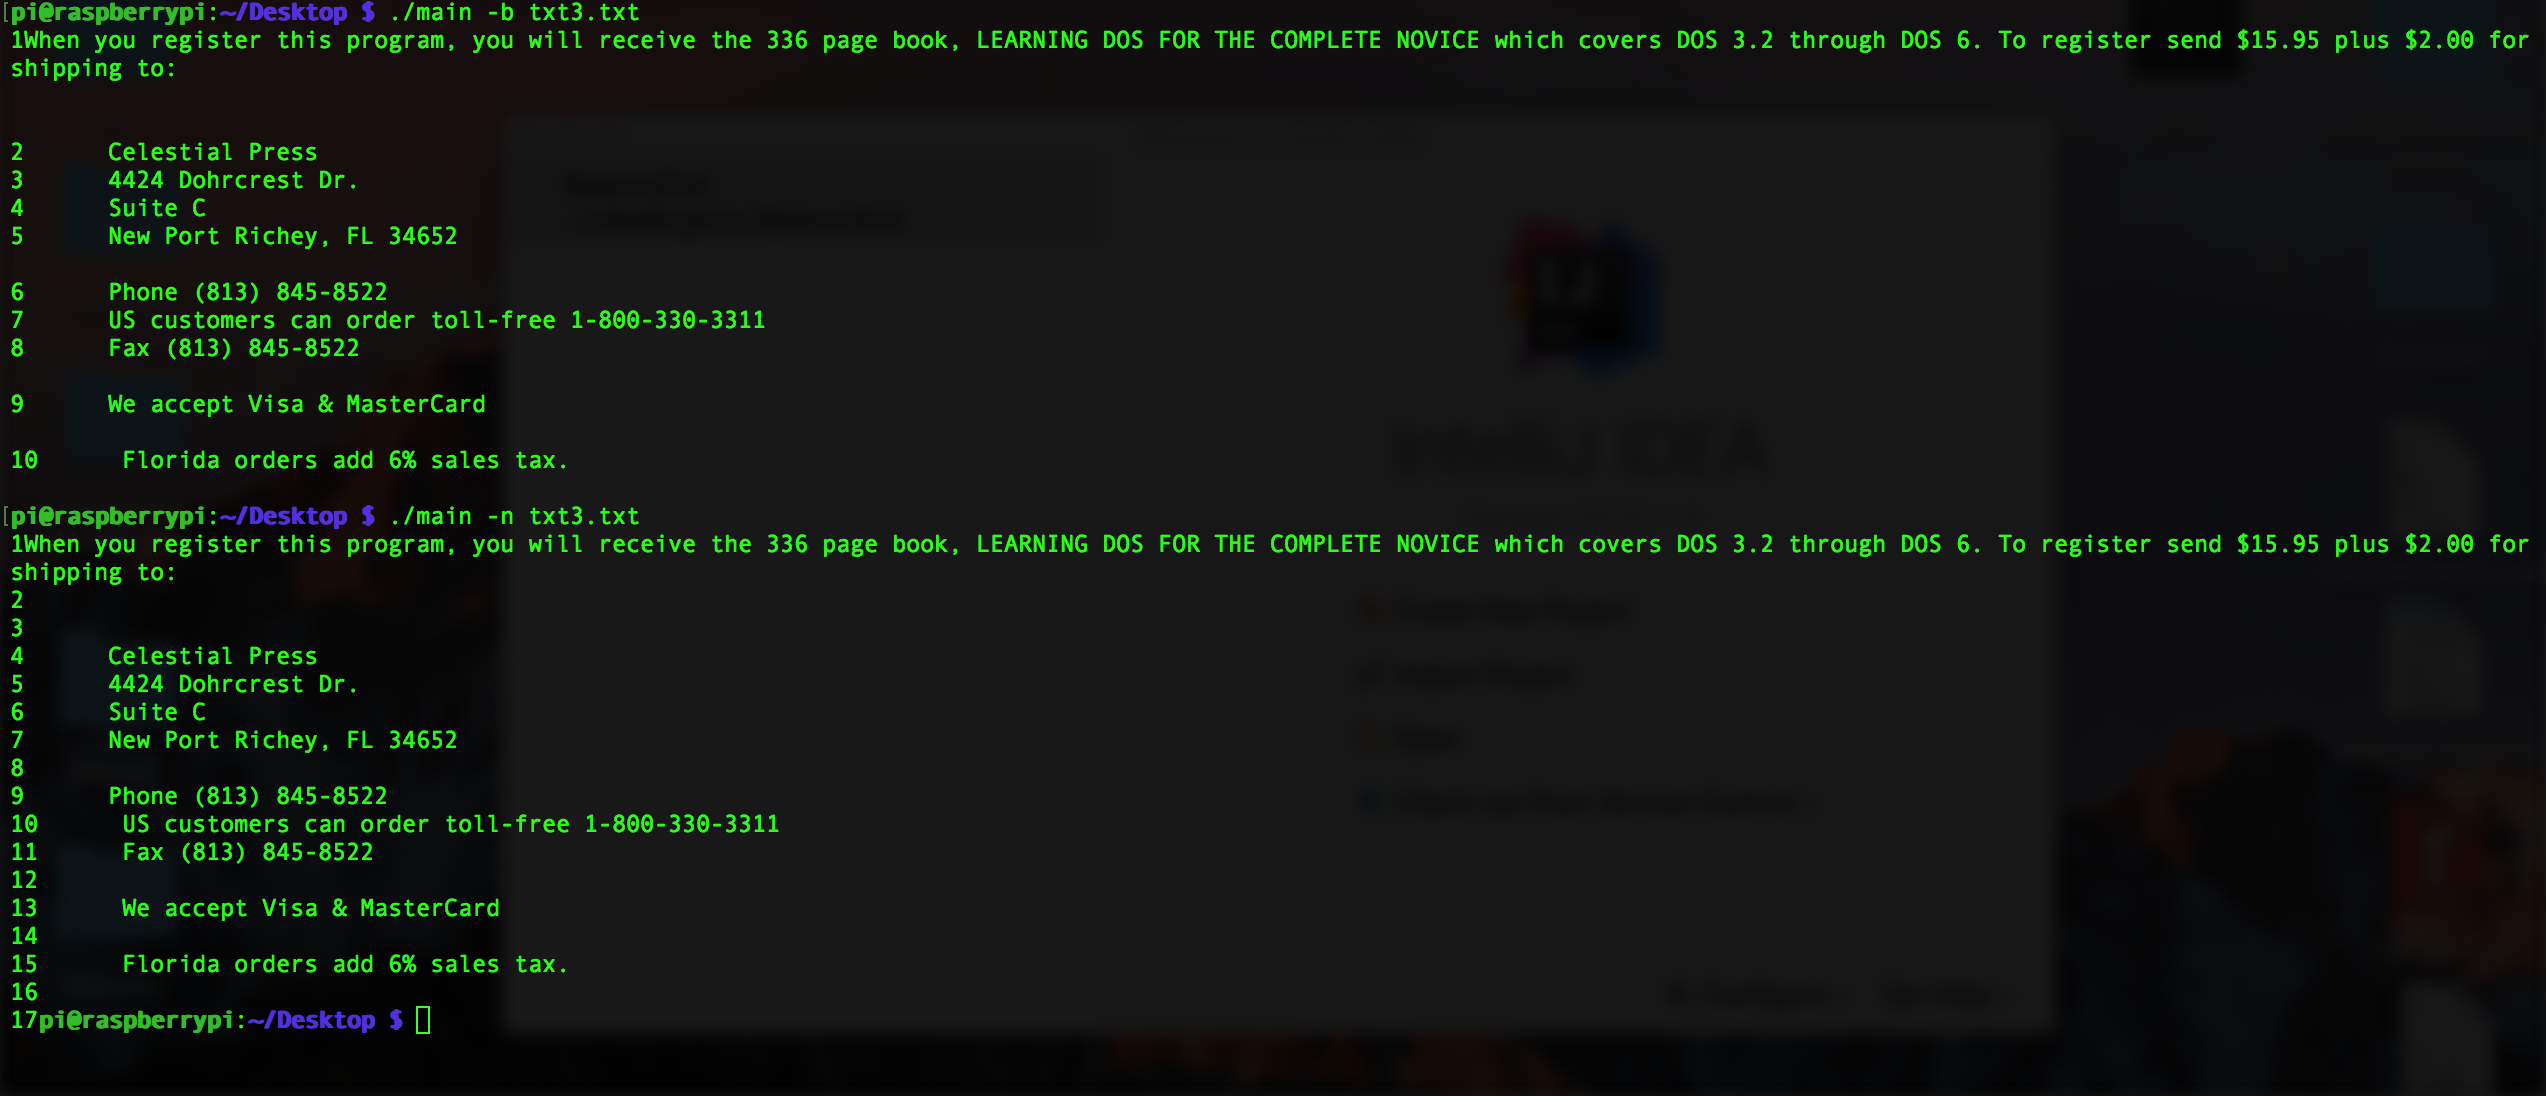 [pi@raspberrypi:~/Desktop $ ./main -b txt3.txt
1When you register this program, you will receive the 336 page book, LEARNING DOS FOR THE COMPLETE NOVICE which covers DOS 3.2 through DOS 6. To register send $15.95 plus $2.00 for
shipping to:
2      Celestial Press
3      4424 Dohrcrest Dr.
4      Suite C
5      New Port Richey, FL 34652
6      Phone (813) 845-8522
7      US customers can order toll-free 1-800-330-3311
8      Fax (813) 845-8522
9      We accept Visa & MasterCard
10      Florida orders add 6% sales tax.
[pi@raspberrypi:~/Desktop $ ./main -n txt3.txt
1When you register this program, you will receive the 336 page book, LEARNING DOS FOR THE COMPLETE NOVICE which covers DOS 3.2 through DOS 6. To register send $15.95 plus $2.00 for
shipping to:
2
3
4      Celestial Press
5      4424 Dohrcrest Dr.
6      Suite C
7      New Port Richey, FL 34652
8
9      Phone (813) 845-8522
10      US customers can order toll-free 1-800-330-3311
11      Fax (813) 845-8522
12
13      We accept Visa & MasterCard
14
15      Florida orders add 6% sales tax.
16
17pi@raspberrypi:~/Desktop $
IntelliJ IDEA